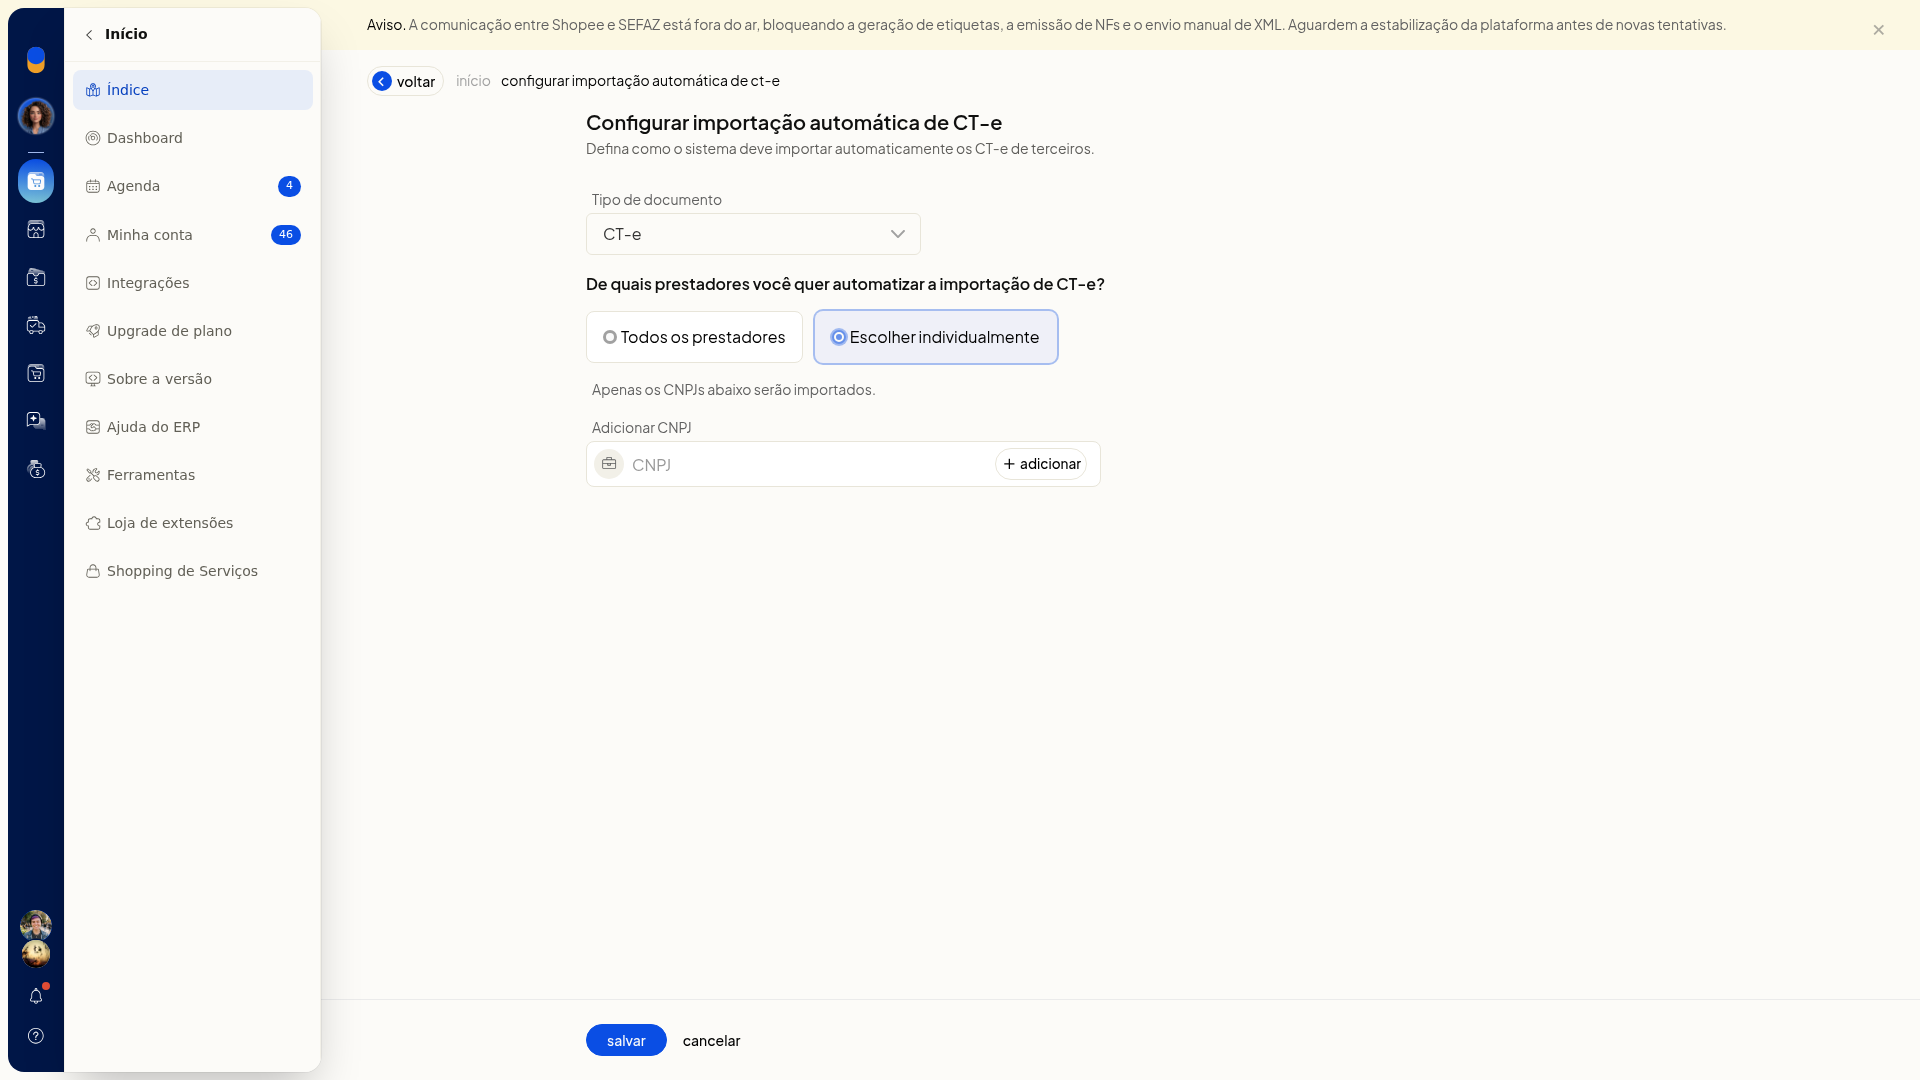 Início
Índice
Dashboard
Agenda
4
Minha conta
46
Integrações
Upgrade de plano
Sobre a versão
Ajuda do ERP
Ferramentas
Loja de extensões
Shopping de Serviços
Aviso. A comunicação entre Shopee e SEFAZ está fora do ar, bloqueando a geração de etiquetas, a emissão de NFs e o envio manual de XML. Aguardem a estabilização da plataforma antes de novas tentativas.
voltar início configurar importação automática de ct-e
Configurar importação automática de CT-e
Defina como o sistema deve importar automaticamente os CT-e de terceiros.
Tipo de documento
CT-e
De quais prestadores você quer automatizar a importação de CT-e?
Todos os prestadores
Escolher individualmente
Apenas os CNPJs abaixo serão importados.
Adicionar CNPJ
CNPJ
+ adicionar
salvar
cancelar